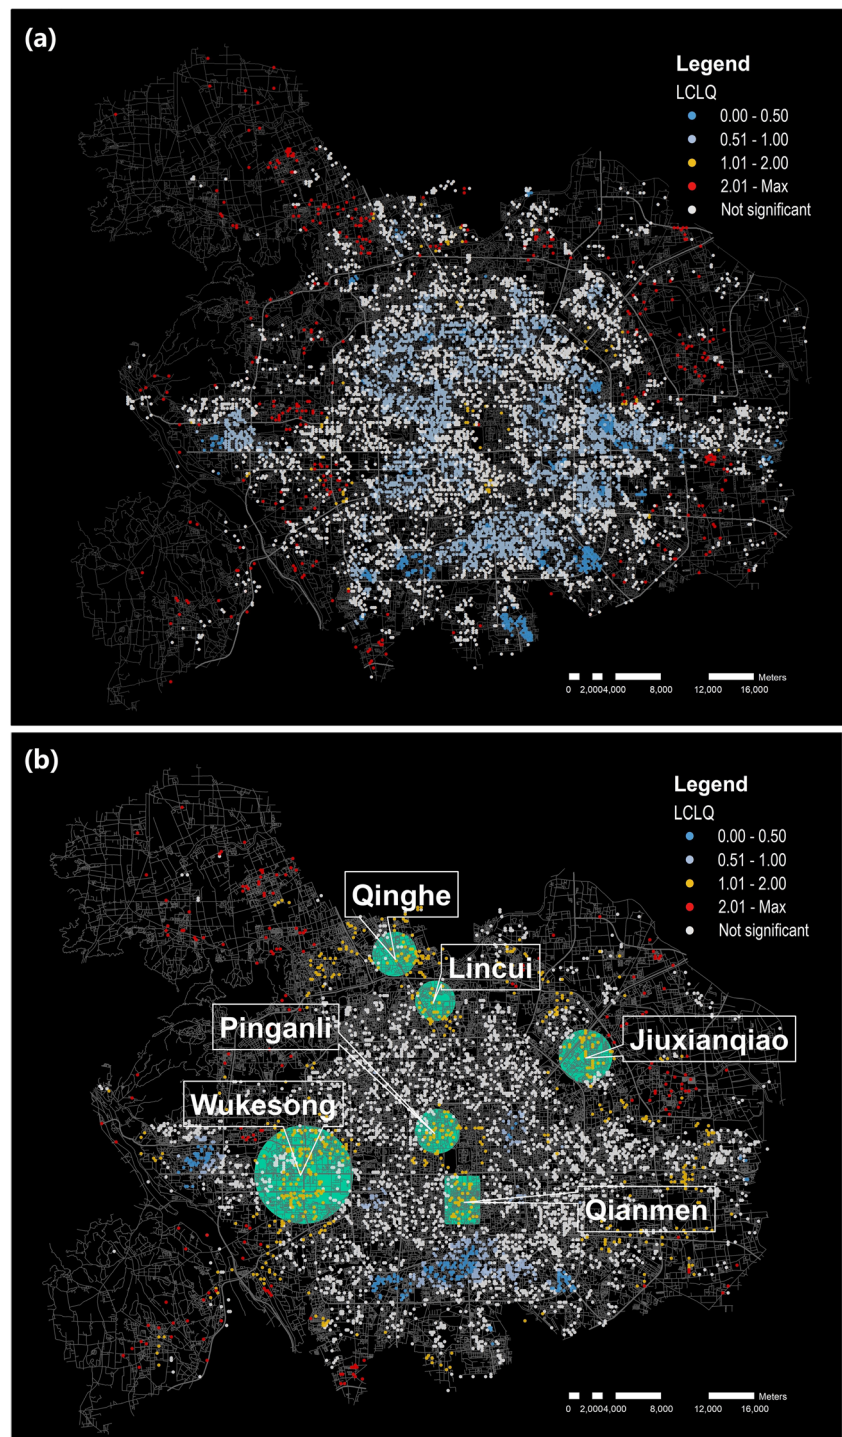 (a)
Legend
LCLQ
0.00 - 0.50
0.51 - 1.00
1.01 - 2.00
2.01 - Max
Not significant
Meters
0 2,0004,000 8,000 12,000 16,000
(b)
Legend
LCLQ
0.00 - 0.50
0.51 - 1.00
1.01 - 2.00
2.01 - Max
Not significant
Qinghe
Lincui
Pinganli
Jiuxianqiao
Wukesong
Qianmen
Meters
0 2,0004,000 8,000 12,000 16,000